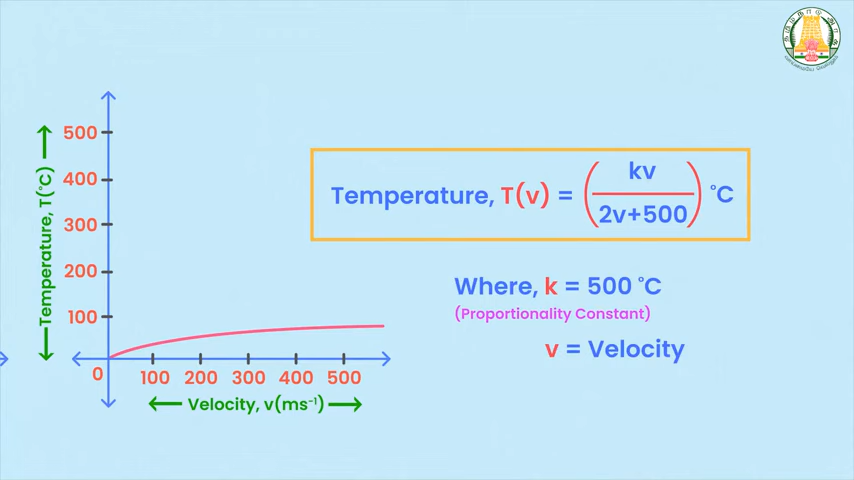 500
400
300
200
100
0
100 200 300 400 500
Temperature, T(°C)
Velocity, v(ms⁻¹)
Temperature, T(v) = (kv / 2v+500) °C
Where, k = 500 °C
(Proportionality Constant)
v = Velocity